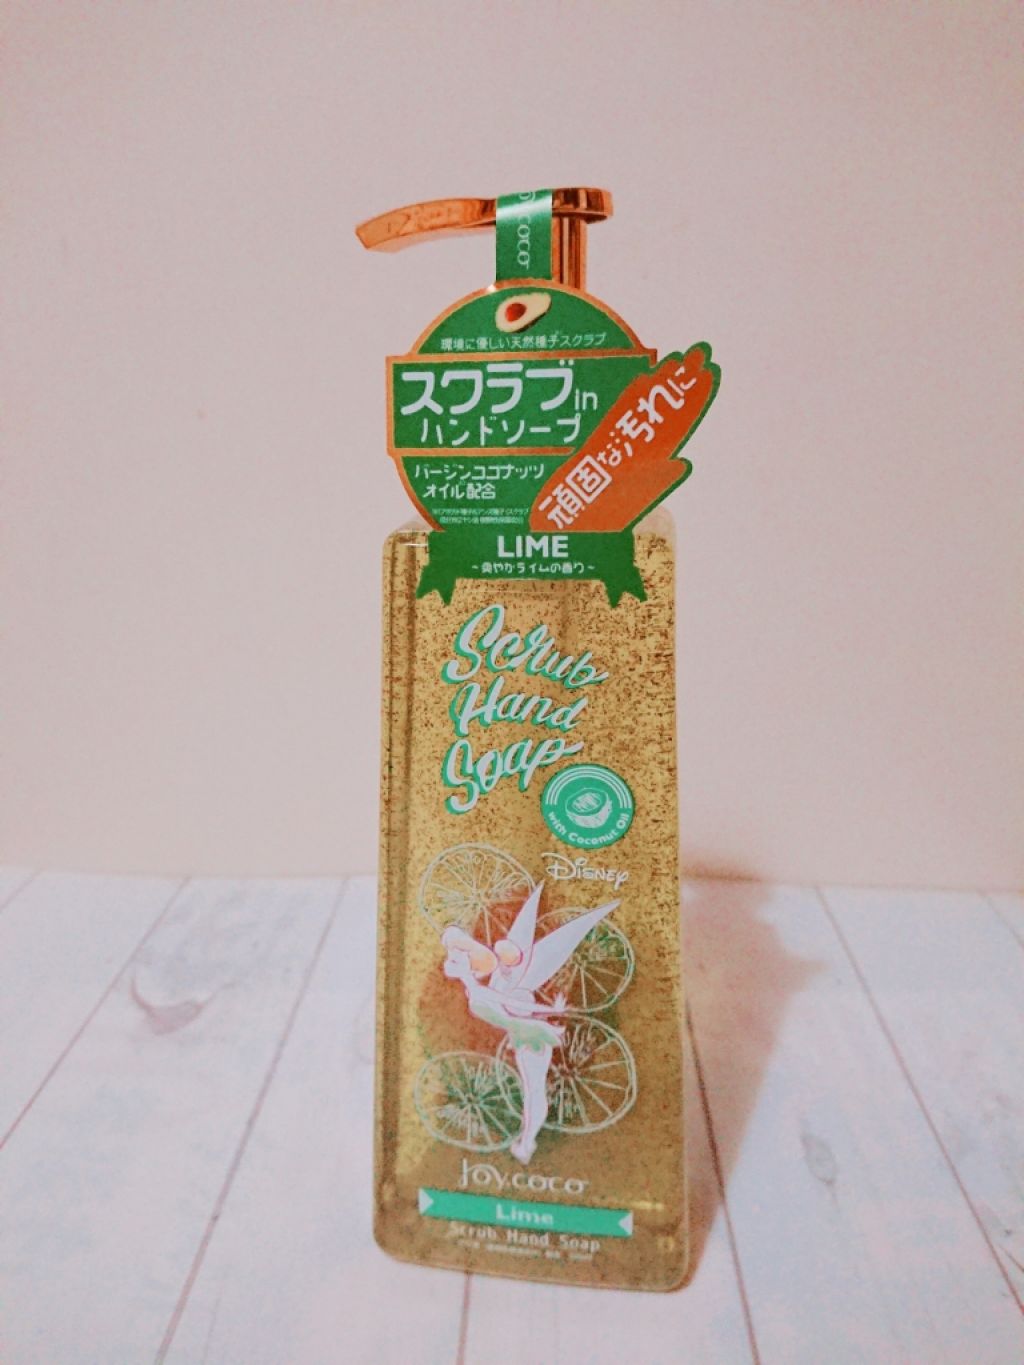 coco
環境に優しい天然種子スクラブ
スクラブin
ハンドソープ
頑固な汚れに
バージンココナッツ
オイル配合
LIME
~爽やかライムの香り~
Scrub
Hand
Soap
with Coconut Oil
Disney
Joy.coco
Lime
Scrub Hand Soap